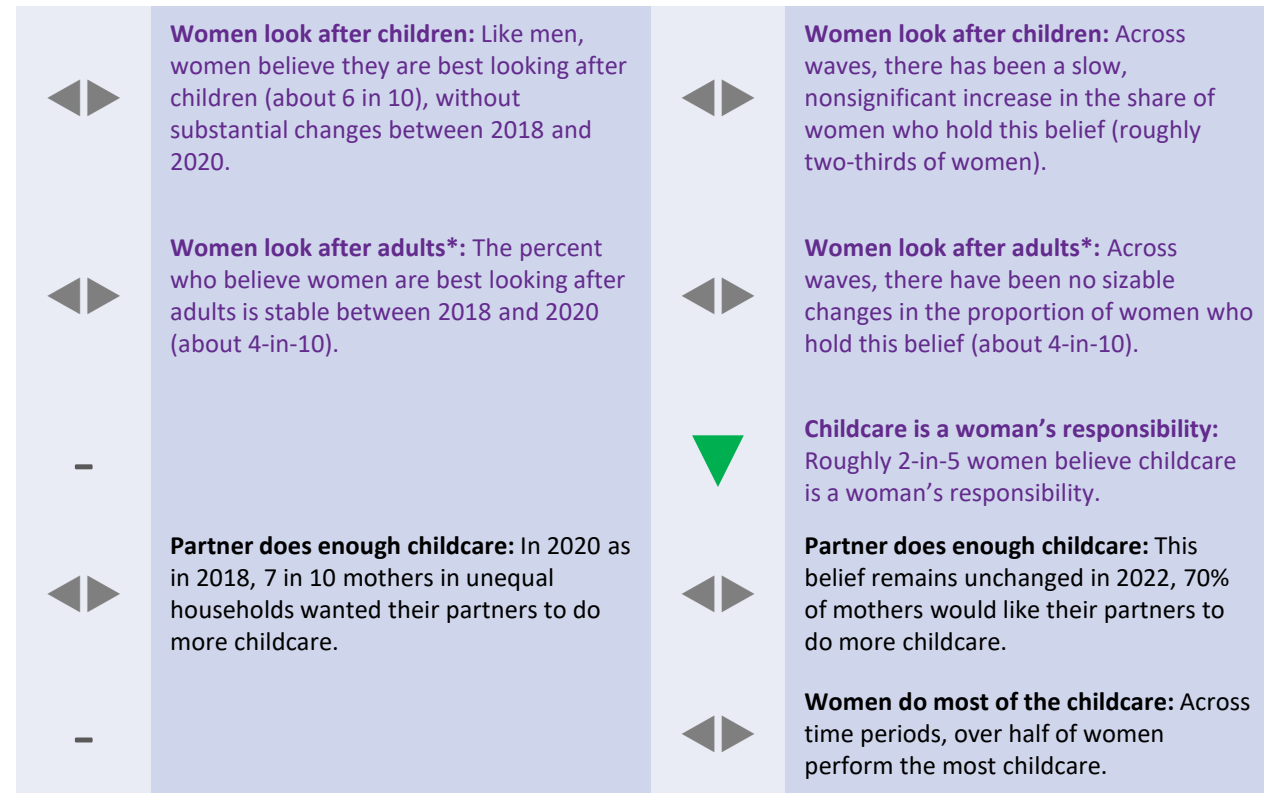 Women look after children: Like men,
women believe they are best looking after
children (about 6 in 10), without
substantial changes between 2018 and
2020.
Women look after children: Across
waves, there has been a slow,
nonsignificant increase in the share of
women who hold this belief (roughly
two-thirds of women).
Women look after adults*: The percent
who believe women are best looking after
adults is stable between 2018 and 2020
(about 4-in-10).
Women look after adults*: Across
waves, there have been no sizable
changes in the proportion of women who
hold this belief (about 4-in-10).
-
Childcare is a woman’s responsibility:
Roughly 2-in-5 women believe childcare
is a woman’s responsibility.
Partner does enough childcare: In 2020 as
in 2018, 7 in 10 mothers in unequal
households wanted their partners to do
more childcare.
Partner does enough childcare: This
belief remains unchanged in 2022, 70%
of mothers would like their partners to
do more childcare.
-
Women do most of the childcare: Across
time periods, over half of women
perform the most childcare.